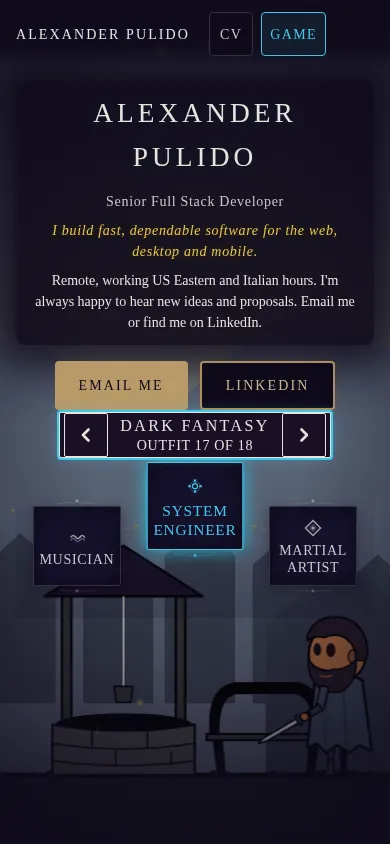 ALEXANDER PULIDO
CV
GAME
ALEXANDER
PULIDO
Senior Full Stack Developer
I build fast, dependable software for the web,
desktop and mobile.
Remote, working US Eastern and Italian hours. I'm
always happy to hear new ideas and proposals. Email me
or find me on LinkedIn.
EMAIL ME
LINKEDIN
DARK FANTASY
OUTFIT 17 OF 18
SYSTEM
ENGINEER
MUSICIAN
MARTIAL
ARTIST